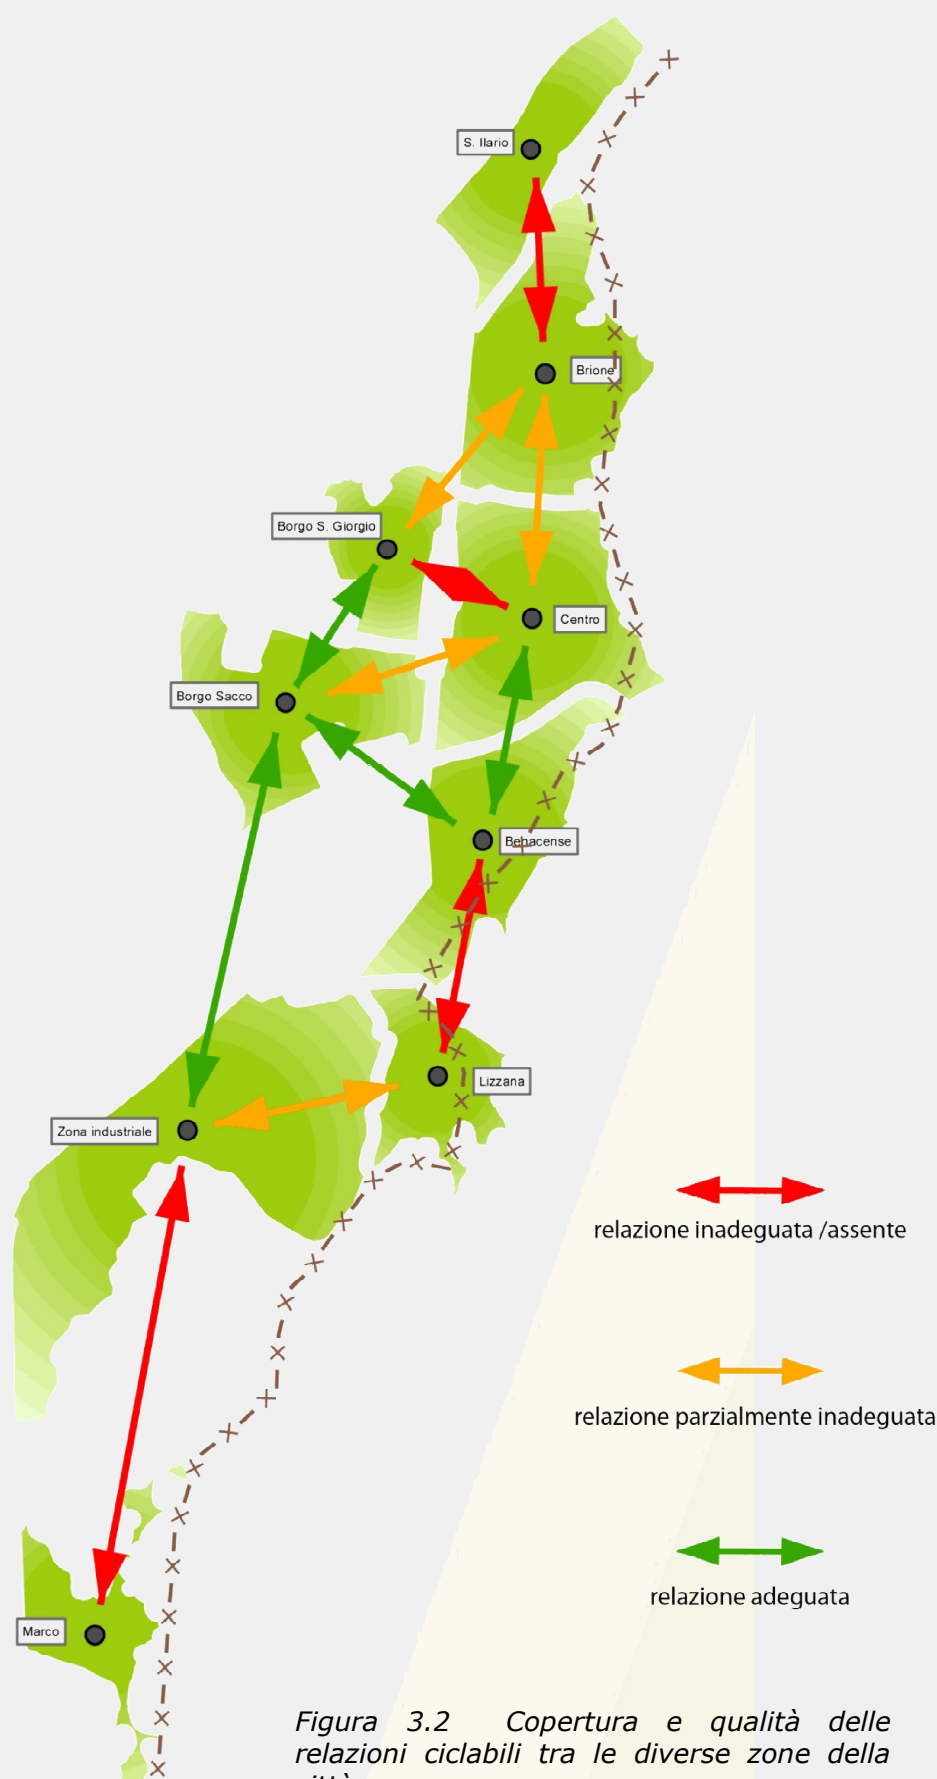 S. Ilario
Brione
Borgo S. Giorgio
Centro
Borgo Sacco
Benacense
Lizzana
Zona industriale
relazione inadeguata /assente
relazione parzialmente inadeguata
relazione adeguata
Marco
Figura 3.2 Copertura e qualità delle
relazioni ciclabili tra le diverse zone della